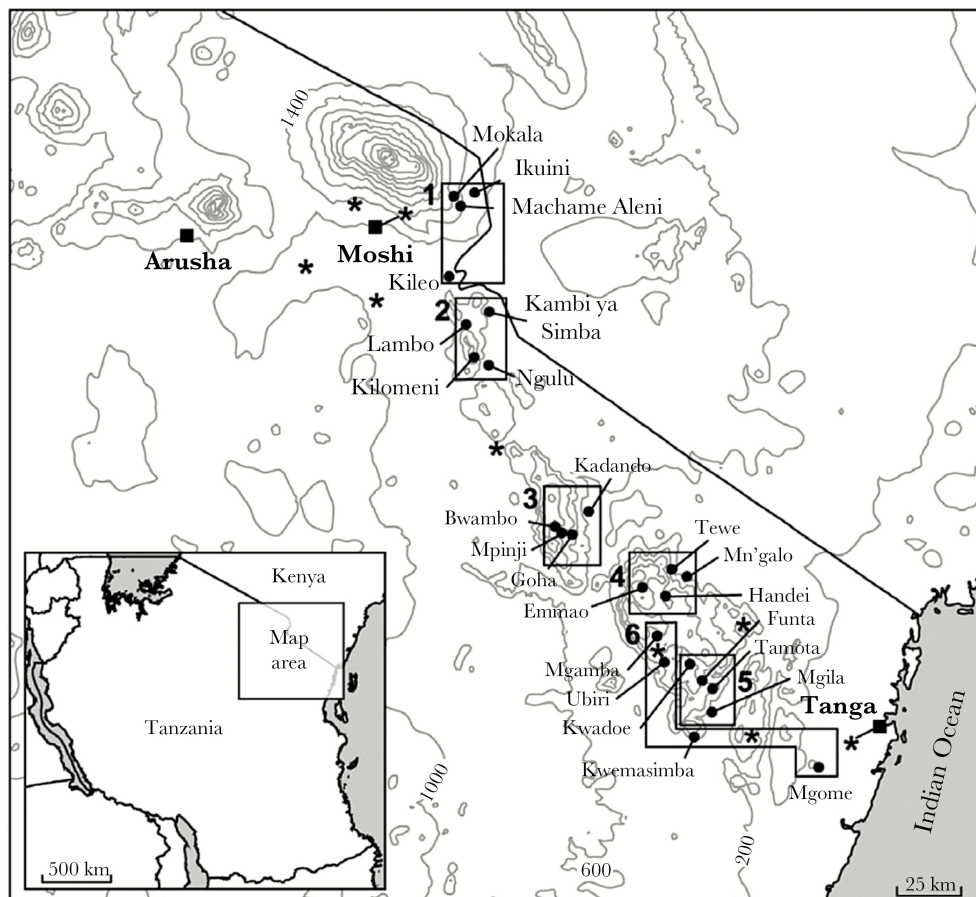 1400
Mokala
Ikuini
1
Machame Aleni
Arusha
Moshi
Kileo
2
Kambi ya
Simba
Lambo
Kilomeni
Ngulu
Kadando
3
Bwambo
Mpinji
Goha
Tewe
Mn'galo
4
Emmao
Handei
Funta
6
Tamota
Mgamba
5
Mgila
Ubiri
Tanga
Kwadoe
Kwemasimba
Mgome
Kenya
Map
area
Tanzania
500 km
1000
600
200
Indian Ocean
25 km